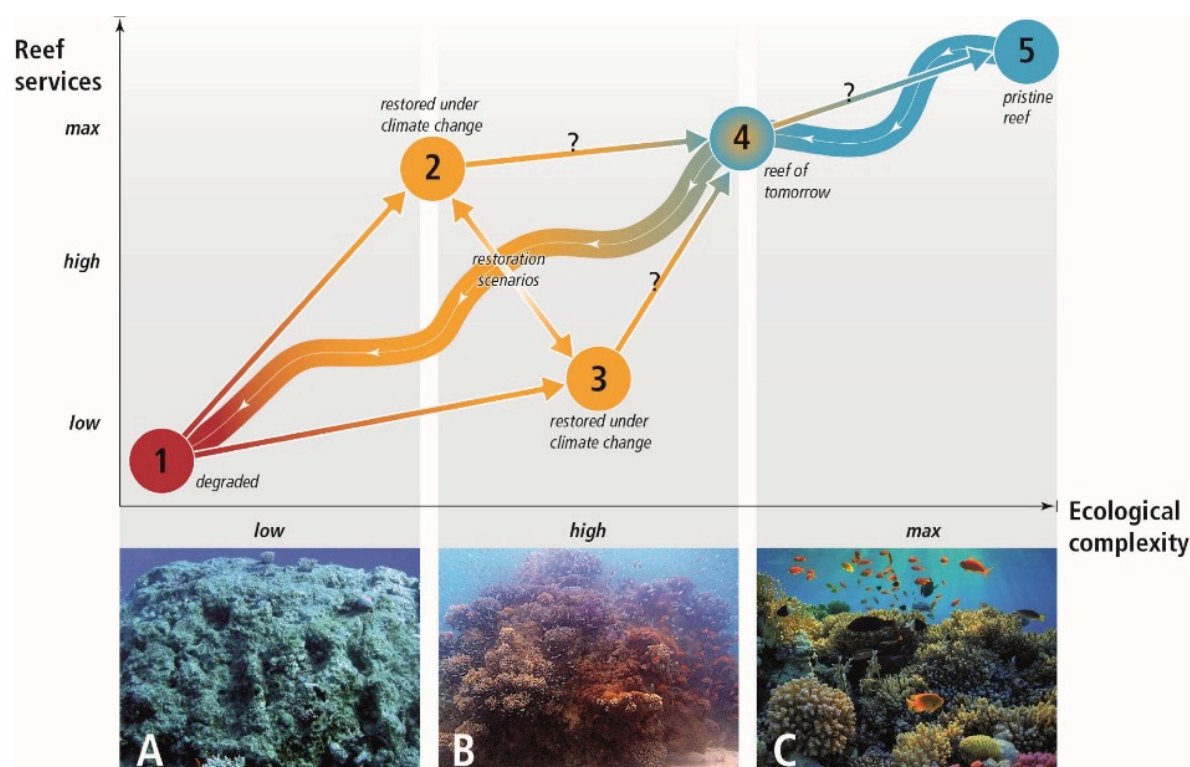 Reef
services
max
high
low
restored under
climate change
2
?
4
reef of
tomorrow
?
5
pristine
reef
restoration
scenarios
?
3
restored under
climate change
1
degraded
low
high
max
Ecological
complexity
A
B
C